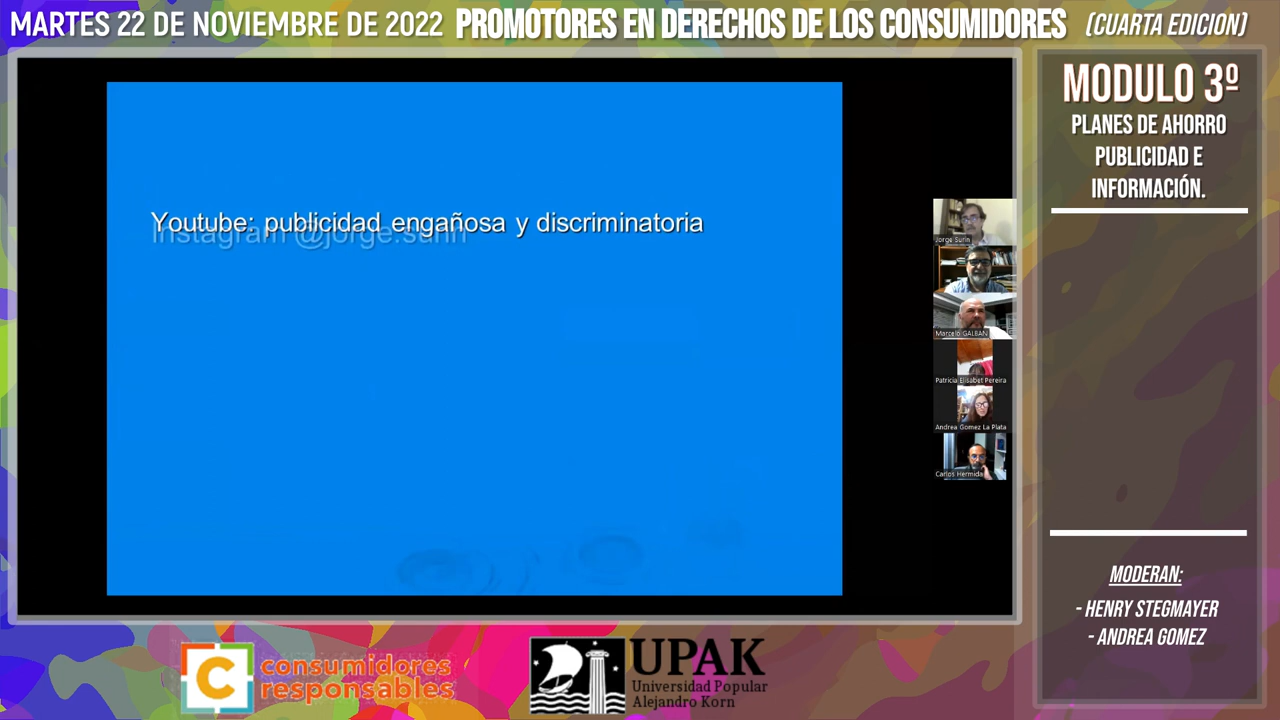 MARTES 22 DE NOVIEMBRE DE 2022 PROMOTORES EN DERECHOS DE LOS CONSUMIDORES (CUARTA EDICION)
MODULO 3º
PLANES DE AHORRO
PUBLICIDAD E
INFORMACIÓN.
Youtube: publicidad engañosa y discriminatoria
Instagram @jorge.surin
Jorge Surin
Marcelo GALBAN
Patricia Elisabet Pereira
Andrea Gomez La Plata
Carlos Hermida
MODERAN:
- HENRY STEGMAYER
- ANDREA GOMEZ
C consumidores
responsables
UPAK
Universidad Popular
Alejandro Korn